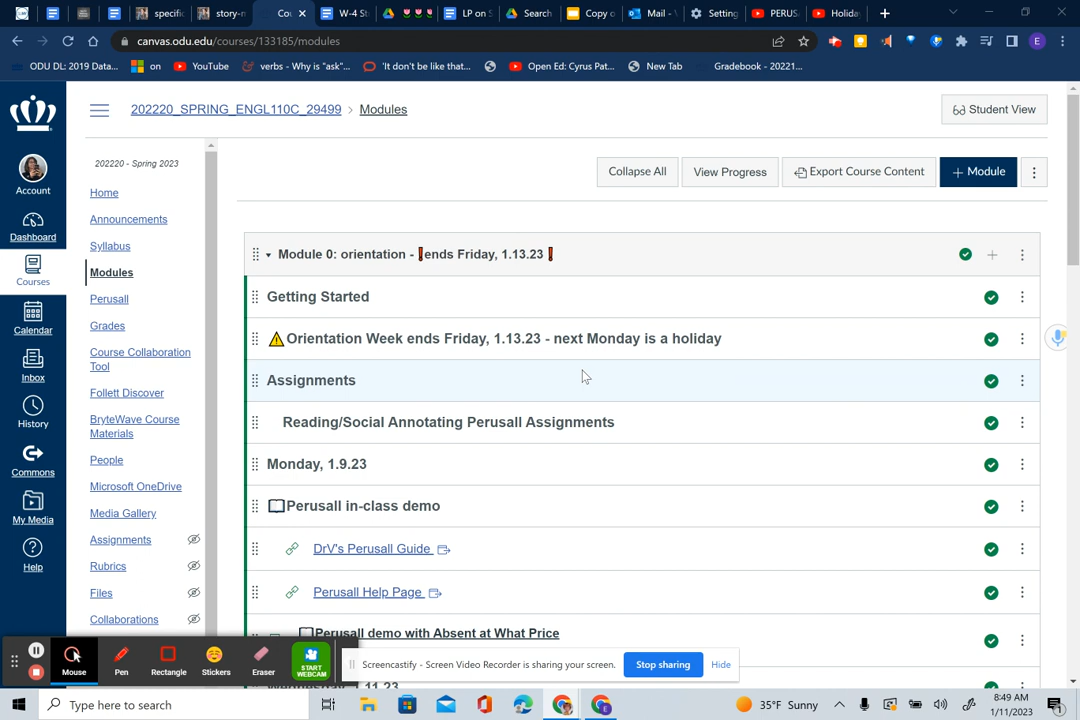 specific
story-n
Cou
W-4 St
LP on S
Search
Copy o
Mail -
Setting
PERUS
Holiday
canvas.odu.edu/courses/133185/modules
E
ODU DL: 2019 Data...
on
YouTube
verbs - Why is "ask"...
'It don't be like that...
Open Ed: Cyrus Pat...
New Tab
Gradebook - 20221...
202220_SPRING_ENGL110C_29499 > Modules
Student View
202220 - Spring 2023
Collapse All
View Progress
Export Course Content
+ Module
Account
Dashboard
Courses
Calendar
Inbox
History
Commons
My Media
Help
Home
Announcements
Syllabus
Modules
Perusall
Grades
Course Collaboration
Tool
Follett Discover
BryteWave Course
Materials
People
Microsoft OneDrive
Media Gallery
Assignments
Rubrics
Files
Collaborations
Module 0: orientation - ❗ends Friday, 1.13.23❗
Getting Started
⚠Orientation Week ends Friday, 1.13.23 - next Monday is a holiday
Assignments
Reading/Social Annotating Perusall Assignments
Monday, 1.9.23
Perusall in-class demo
DrV's Perusall Guide
Perusall Help Page
Perusall demo with Absent at What Price
Wednesday, 1.11.23
Mouse
Pen
Rectangle
Stickers
Eraser
START
WEBCAM
Screencastify - Screen Video Recorder is sharing your screen.
Stop sharing
Hide
Type here to search
35°F Sunny
8:49 AM
1/11/2023
1